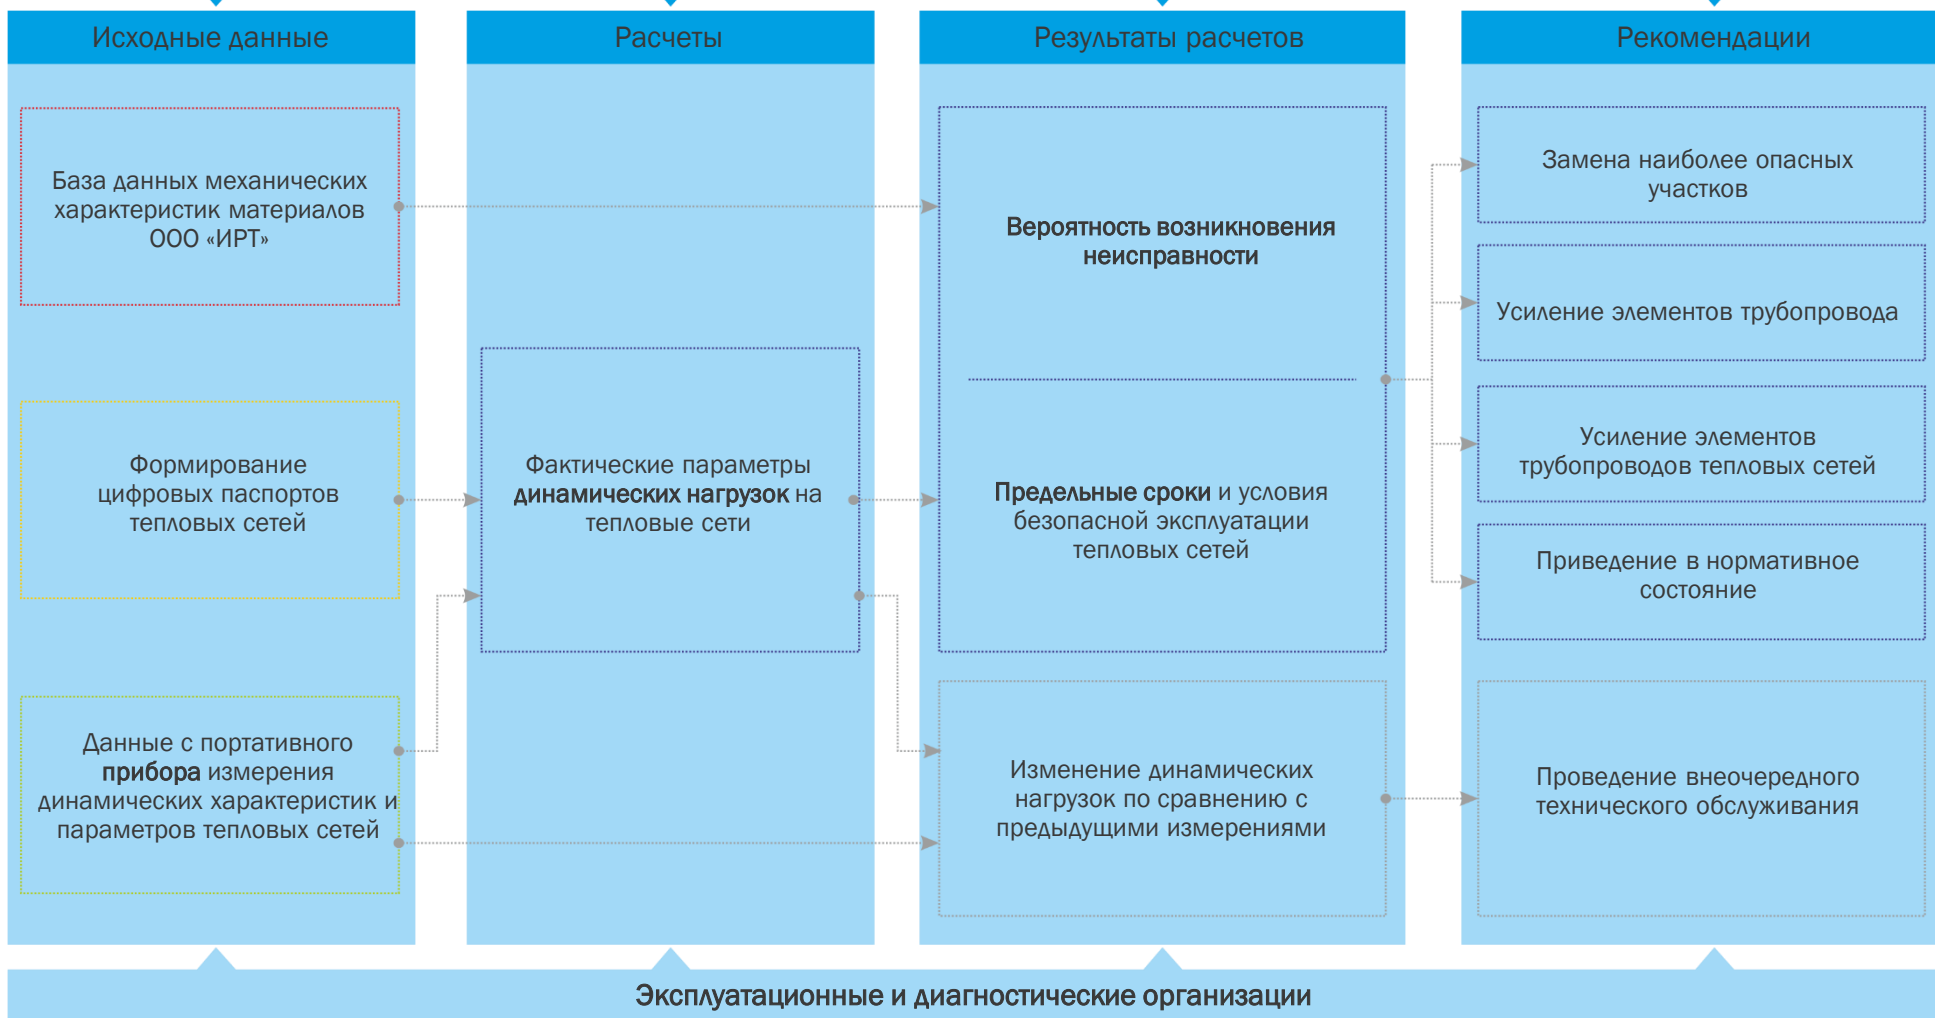 Исходные данные
База данных механических
характеристик материалов
ООО «ИРТ»
Формирование
цифровых паспортов
тепловых сетей
Данные с портативного
прибора измерения
динамических характеристик и
параметров тепловых сетей
Расчеты
Фактические параметры
динамических нагрузок на
тепловые сети
Результаты расчетов
Вероятность возникновения
неисправности
Предельные сроки и условия
безопасной эксплуатации
тепловых сетей
Изменение динамических
нагрузок по сравнению с
предыдущими измерениями
Рекомендации
Замена наиболее опасных
участков
Усиление элементов трубопровода
Усиление элементов
трубопроводов тепловых сетей
Приведение в нормативное
состояние
Проведение внеочередного
технического обслуживания
Эксплуатационные и диагностические организации